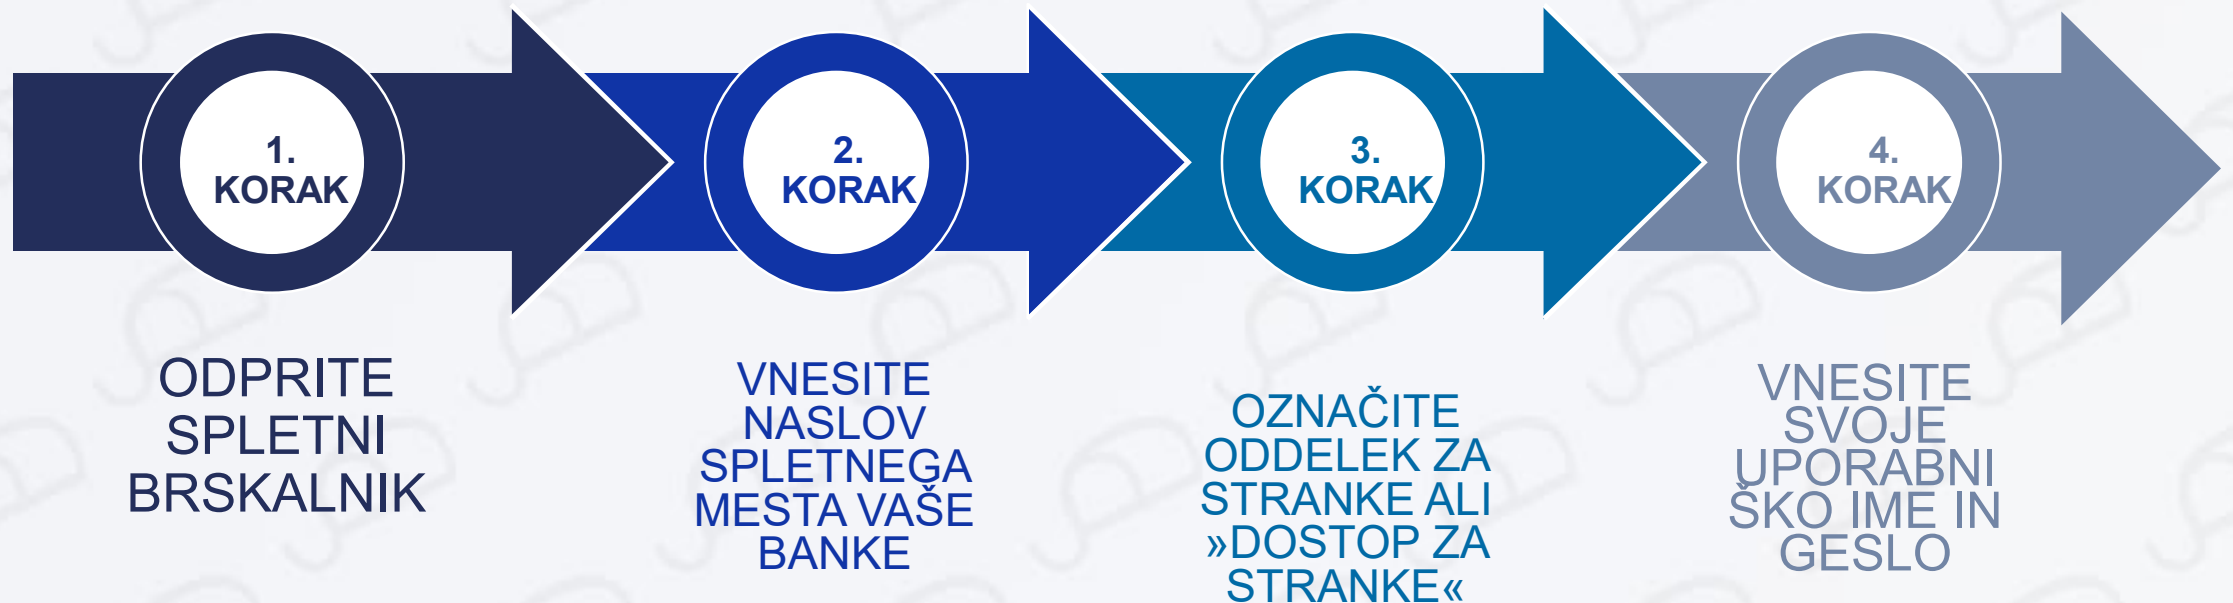 1.
KORAK
ODPRITE
SPLETNI
BRSKALNIK
2.
KORAK
VNESITE
NASLOV
SPLETNEGA
MESTA VAŠE
BANKE
3.
KORAK
OZNAČITE
ODDELEK ZA
STRANKE ALI
»DOSTOP ZA
STRANKE«
4.
KORAK
VNESITE
SVOJE
UPORABNI
ŠKO IME IN
GESLO